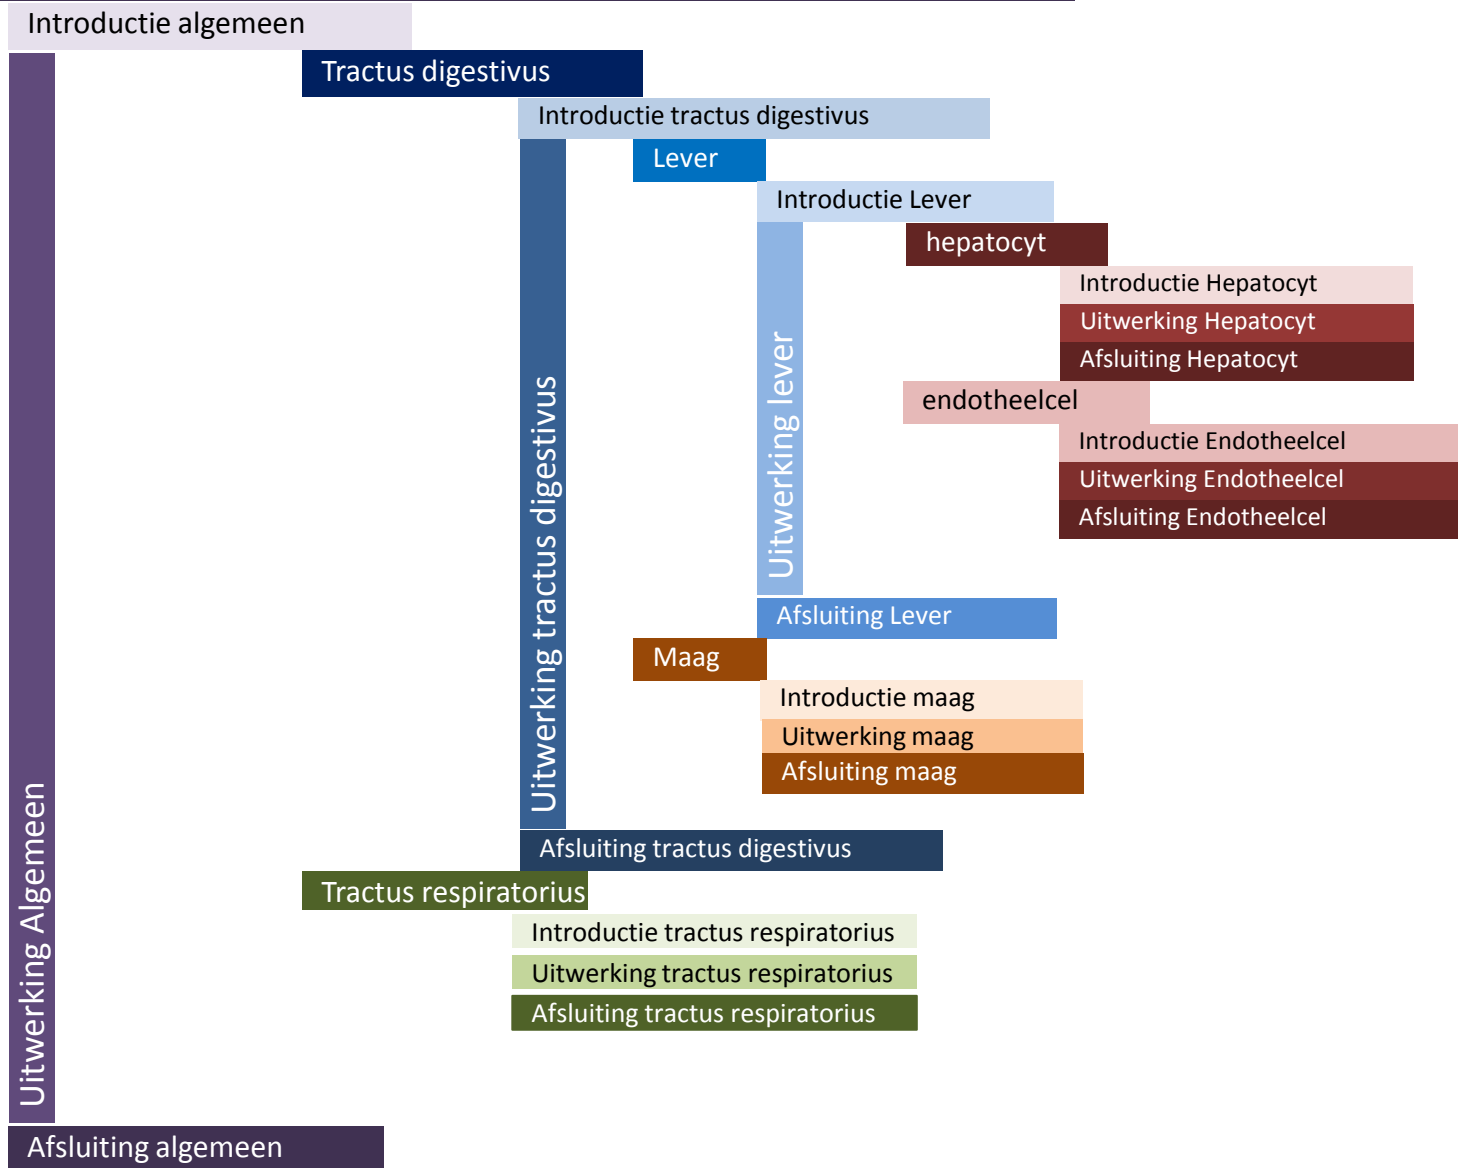 Introductie algemeen
Uitwerking Algemeen
Tractus digestivus
Introductie tractus digestivus
Uitwerking tractus digestivus
Lever
Introductie Lever
Uitwerking lever
hepatocyt
Introductie Hepatocyt
Uitwerking Hepatocyt
Afsluiting Hepatocyt
endotheelcel
Introductie Endotheelcel
Uitwerking Endotheelcel
Afsluiting Endotheelcel
Afsluiting Lever
Maag
Introductie maag
Uitwerking maag
Afsluiting maag
Afsluiting tractus digestivus
Tractus respiratorius
Introductie tractus respiratorius
Uitwerking tractus respiratorius
Afsluiting tractus respiratorius
Afsluiting algemeen